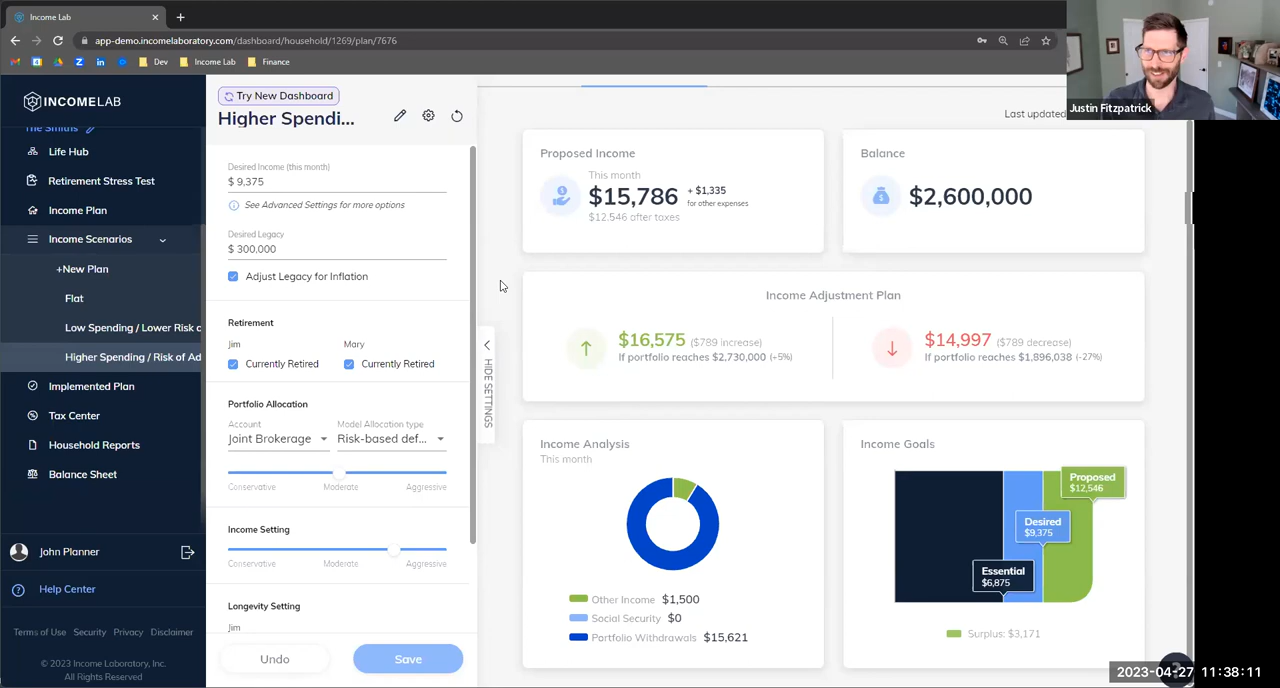 Income Lab
app-demo.incomelaboratory.com/dashboard/household/1269/plan/7676
Dev
Income Lab
Finance
Justin Fitzpatrick
INCOMELAB
The Smiths
Life Hub
Retirement Stress Test
Income Plan
Income Scenarios
+New Plan
Flat
Low Spending / Lower Risk o
Higher Spending / Risk of Ad
Implemented Plan
Tax Center
Household Reports
Balance Sheet
John Planner
Help Center
Terms of Use Security Privacy Disclaimer
© 2023 Income Laboratory, Inc.
All Rights Reserved
Try New Dashboard
Higher Spendi...
Desired Income (this month)
$ 9,375
See Advanced Settings for more options
Desired Legacy
$ 300,000
Adjust Legacy for Inflation
Retirement
Jim Mary
Currently Retired Currently Retired
Portfolio Allocation
Account Model Allocation type
Joint Brokerage Risk-based def...
Conservative Moderate Aggressive
Income Setting
Conservative Moderate Aggressive
Longevity Setting
Jim
Undo Save
HIDE SETTINGS
Last updated
Proposed Income
This month
$15,786 + $1,335
for other expenses
$12,546 after taxes
Balance
$2,600,000
Income Adjustment Plan
$16,575 ($789 increase)
If portfolio reaches $2,730,000 (+5%)
$14,997 ($789 decrease)
If portfolio reaches $1,896,038 (-27%)
Income Analysis
This month
Other Income $1,500
Social Security $0
Portfolio Withdrawals $15,621
Income Goals
Proposed
$12,546
Desired
$9,375
Essential
$6,875
Surplus: $3,171
2023-04-27 11:38:11